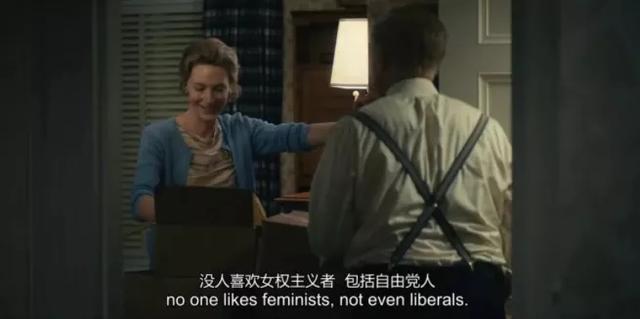 没人喜欢女权主义者 包括自由党人
no one likes feminists, not even liberals.